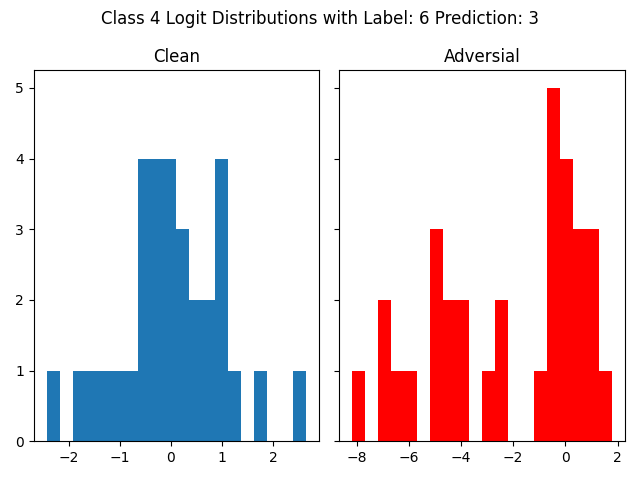 Class 4 Logit Distributions with Label: 6 Prediction: 3
Clean
Adversial
5
4
3
2
1
0
−2 −1 0 1 2
−8 −6 −4 −2 0 2